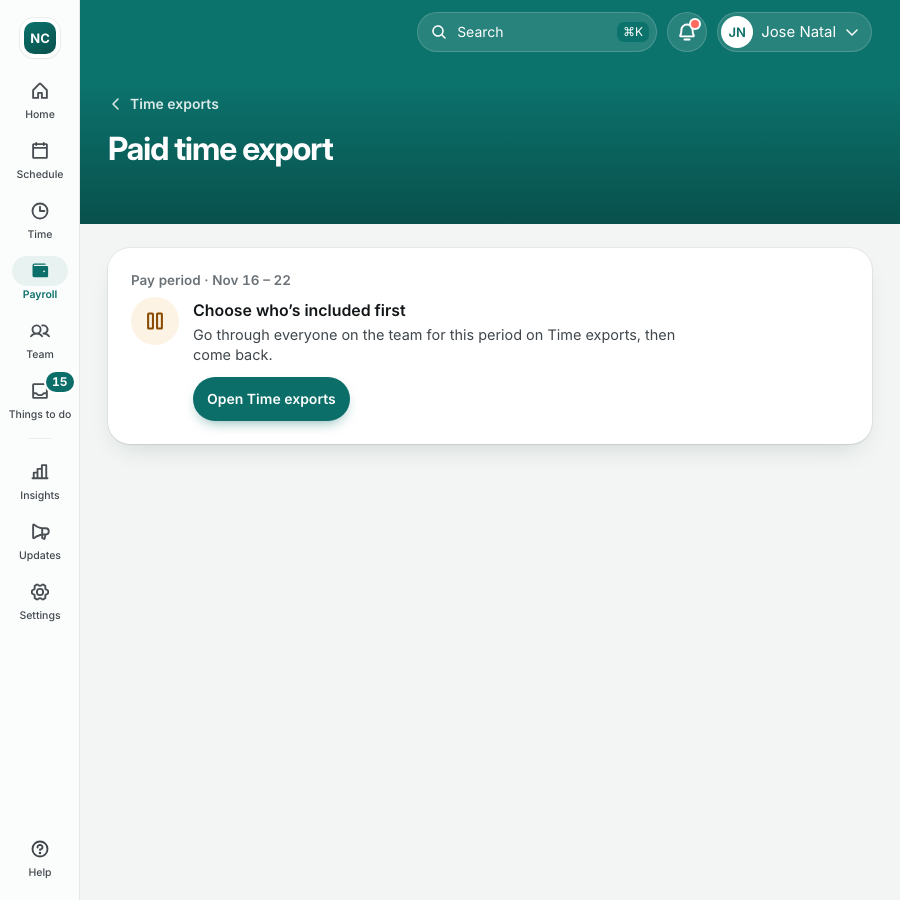 NC
Home
Schedule
Time
Payroll
Team
15
Things to do
Insights
Updates
Settings
Help
Search ⌘K
JN Jose Natal
Time exports
Paid time export
Pay period · Nov 16 – 22
Choose who’s included first
Go through everyone on the team for this period on Time exports, then
come back.
Open Time exports